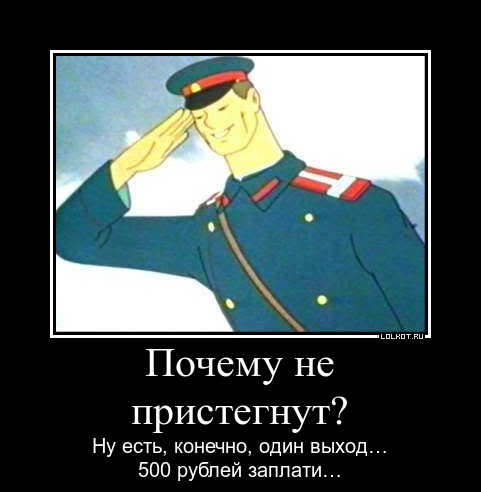 LOLKOT.RU
Почему не
пристегнут?
Ну есть, конечно, один выход...
500 рублей заплати...